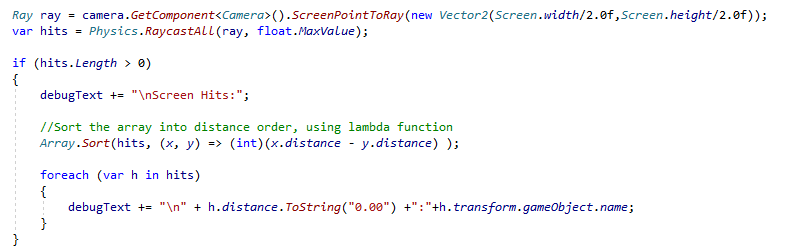 Ray ray = camera.GetComponent<Camera>().ScreenPointToRay(new Vector2(Screen.width/2.0f,Screen.height/2.0f));
var hits = Physics.RaycastAll(ray, float.MaxValue);

if (hits.Length > 0)
{
    debugText += "\nScreen Hits:";

    //Sort the array into distance order, using lambda function
    Array.Sort(hits, (x, y) => (int)(x.distance - y.distance) );

    foreach (var h in hits)
    {
        debugText += "\n" + h.distance.ToString("0.00") +":"+h.transform.gameObject.name;
    }
}